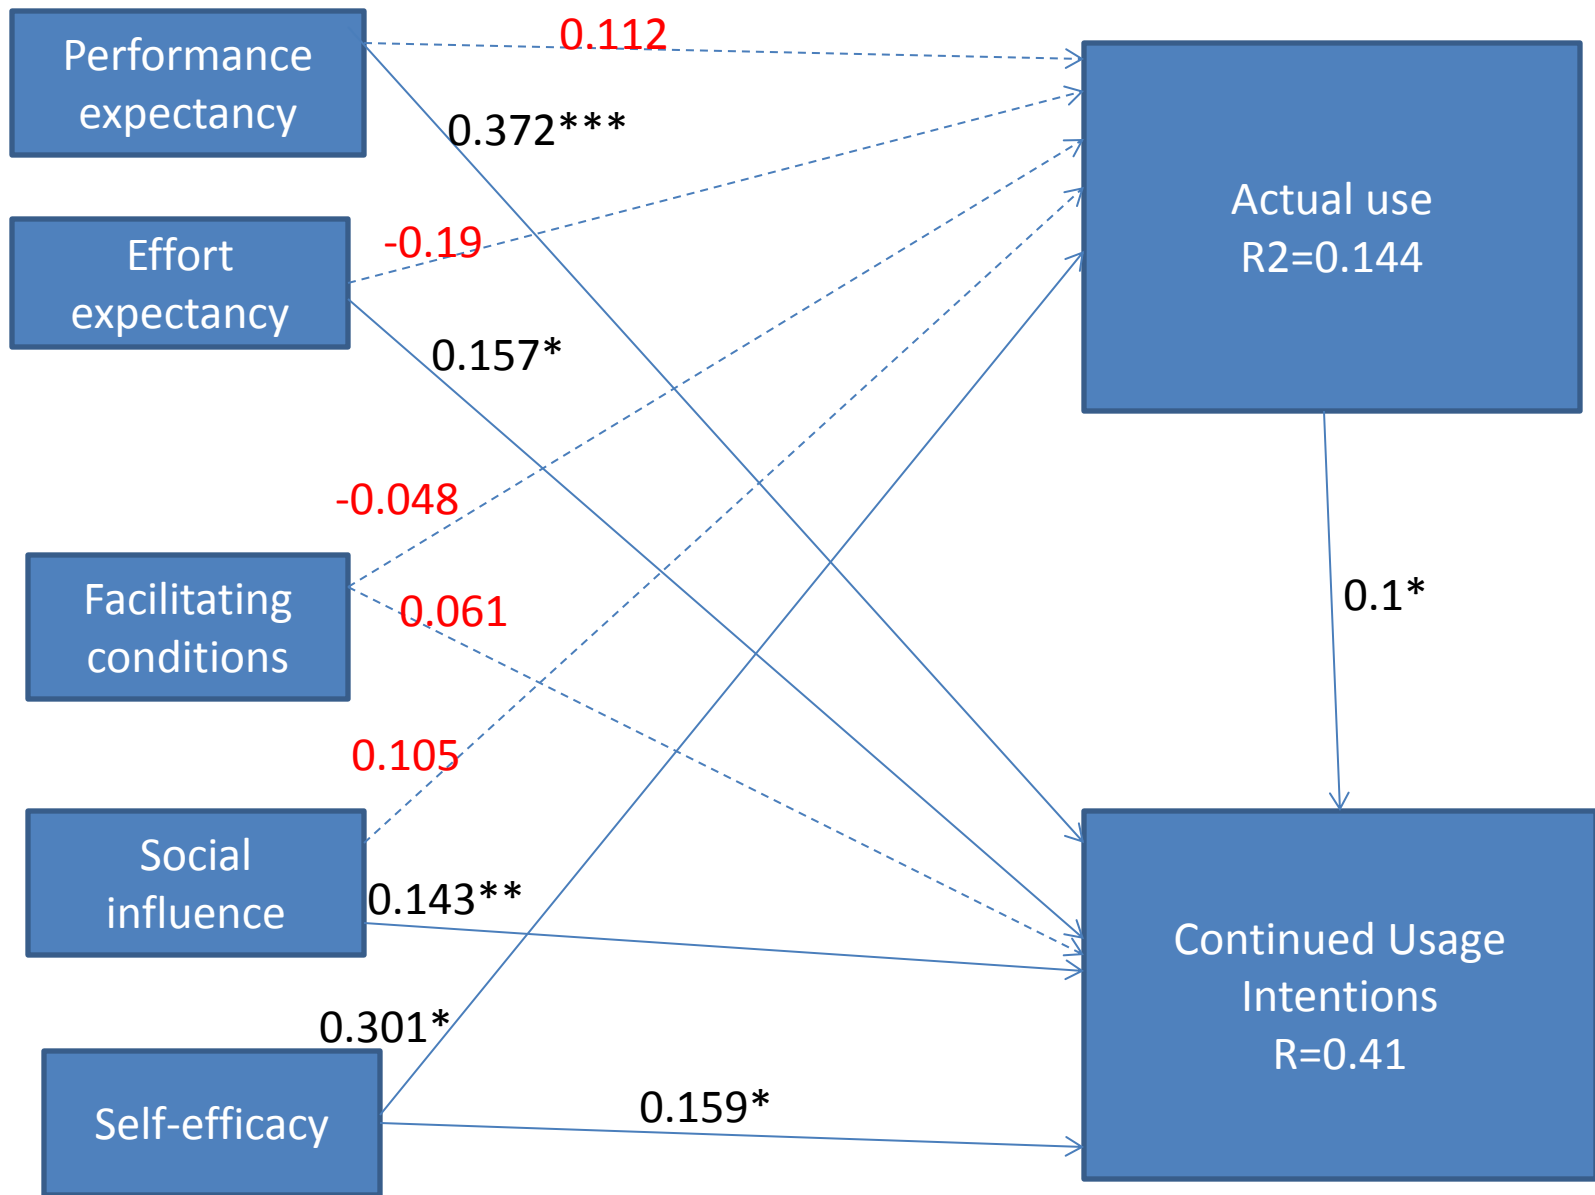 Performance
expectancy
0.112
0.372***
Effort
expectancy
-0.19
0.157*
Actual use
R2=0.144
-0.048
Facilitating
conditions
0.061
0.1*
0.105
Social
influence
0.143**
Continued Usage
Intentions
R=0.41
0.301*
Self-efficacy
0.159*